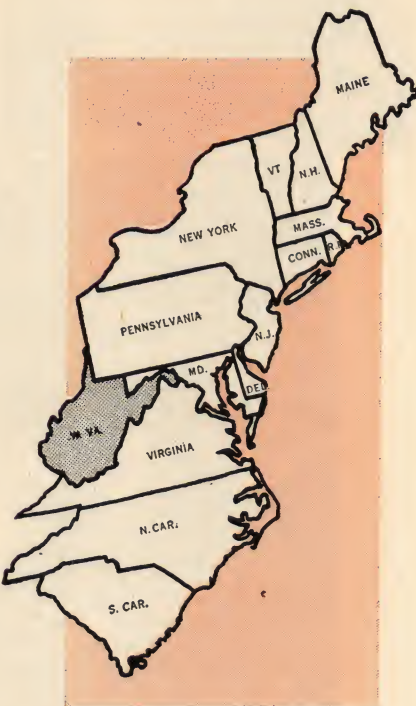 MAINE
VT
N.H.
NEW YORK
MASS.
CONN.
R.I.
PENNSYLVANIA
N.J.
MD.
DEL.
W. VA.
VIRGINIA
N. CAR.
S. CAR.